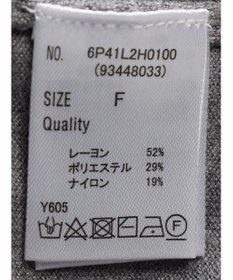 NO. 6P41L2H0100
(93448033)
SIZE F
Quality
レーヨン 52%
ポリエステル 29%
ナイロン 19%
Y605
F